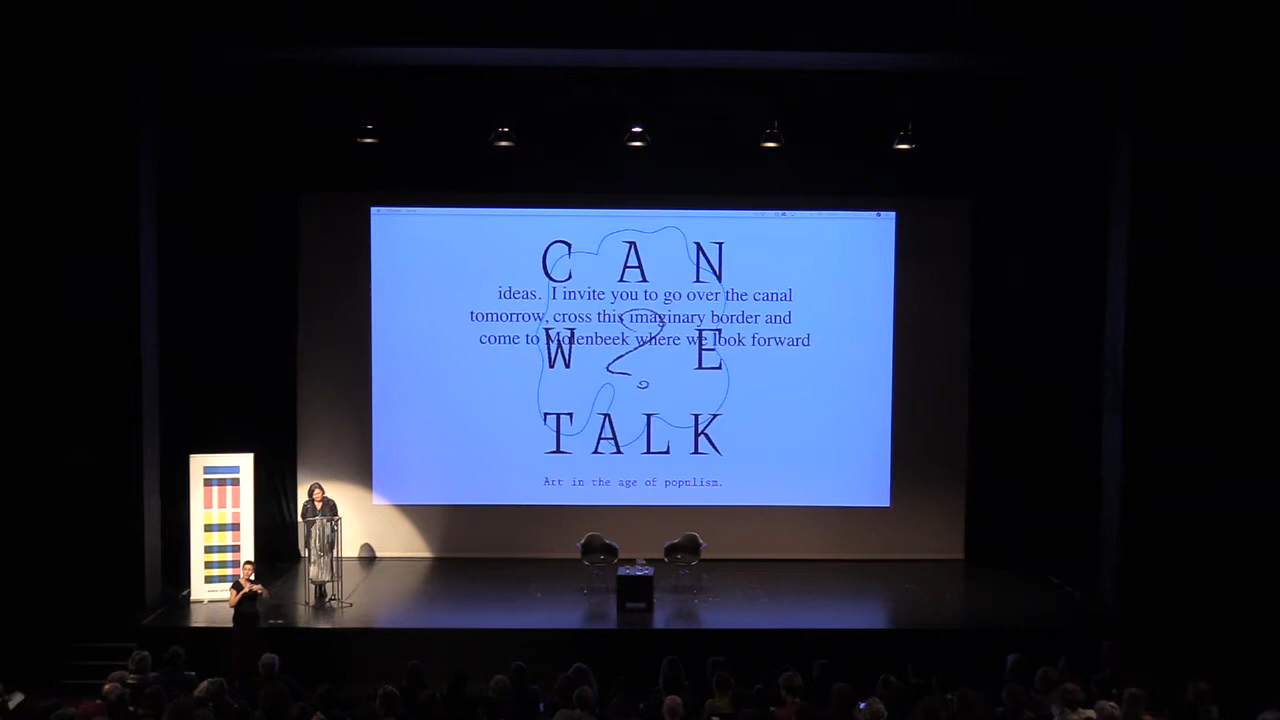 CAN
ideas. I invite you to go over the canal
tomorrow, cross this imaginary border and
come to Molenbeek where we look forward
W ? E
TALK
Art in the age of populism.